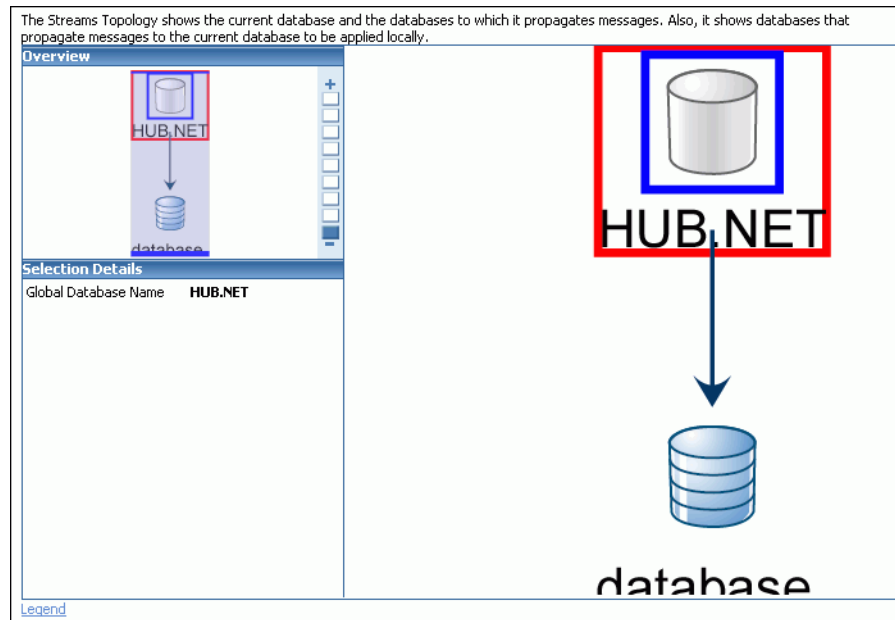 The Streams Topology shows the current database and the databases to which it propagates messages. Also, it shows databases that
propagate messages to the current database to be applied locally.
Overview
HUB.NET
database
Selection Details
Global Database Name HUB.NET
HUB.NET
database
Legend